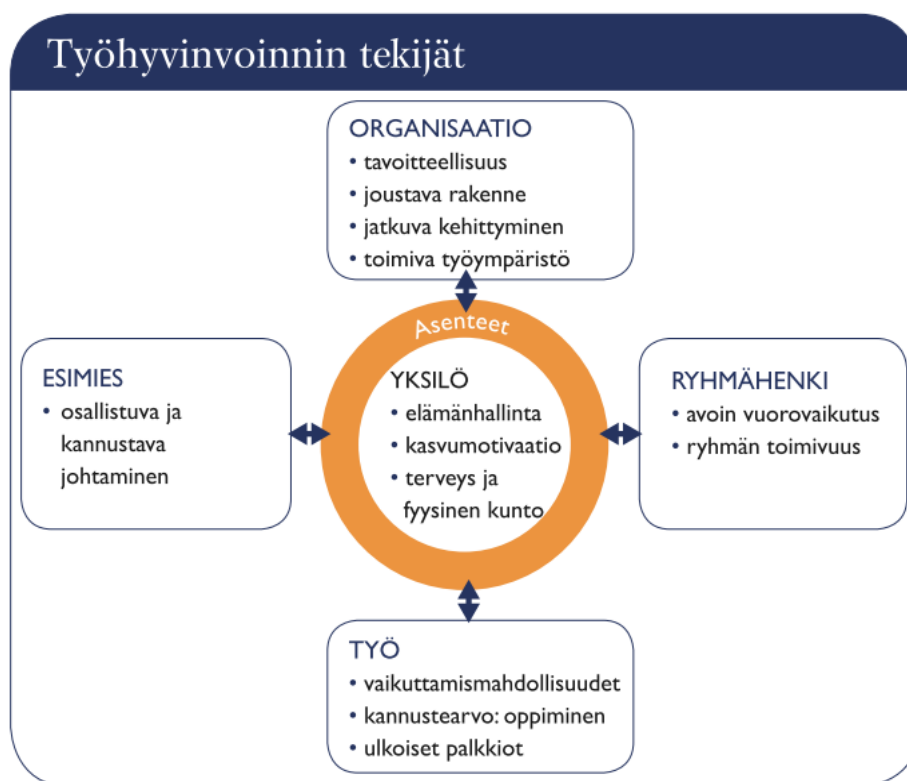 Työhyvinvoinnin tekijät
ORGANISAATIO
• tavoitteellisuus
• joustava rakenne
• jatkuva kehittyminen
• toimiva työympäristö
Asenteet
ESIMIES
• osallistuva ja
kannustava
johtaminen
YKSILÖ
• elämänhallinta
• kasvumotivaatio
• terveys ja
fyysinen kunto
RYHMÄHENKI
• avoin vuorovaikutus
• ryhmän toimivuus
TYÖ
• vaikuttamismahdollisuudet
• kannustearvo: oppiminen
• ulkoiset palkkiot